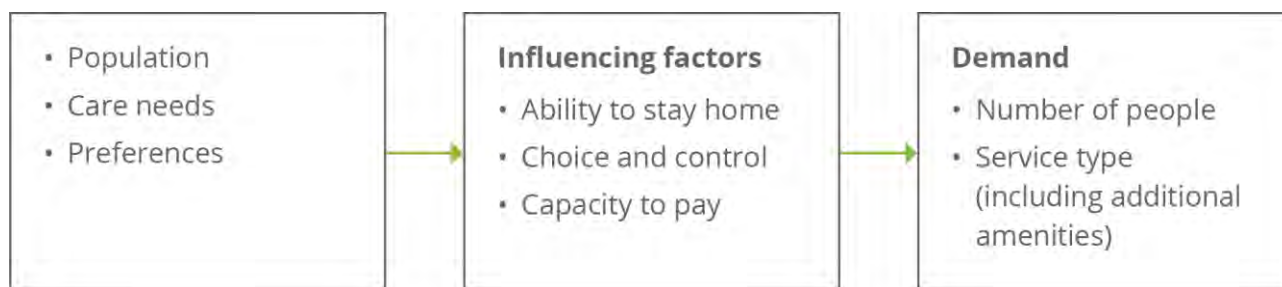 • Population
• Care needs
• Preferences
Influencing factors
• Ability to stay home
• Choice and control
• Capacity to pay
Demand
• Number of people
• Service type
(including additional
amenities)